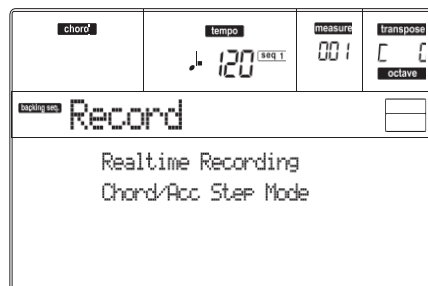 chord tempo measure transpose
120 seq 1 001 C
octave
backing seq. Record
Realtime Recording
Chord/Acc Step Mode